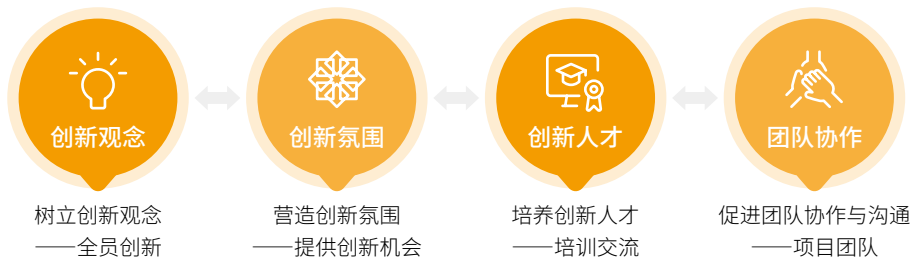 创新观念
创新氛围
创新人才
团队协作
树立创新观念
——全员创新
营造创新氛围
——提供创新机会
培养创新人才
——培训交流
促进团队协作与沟通
——项目团队